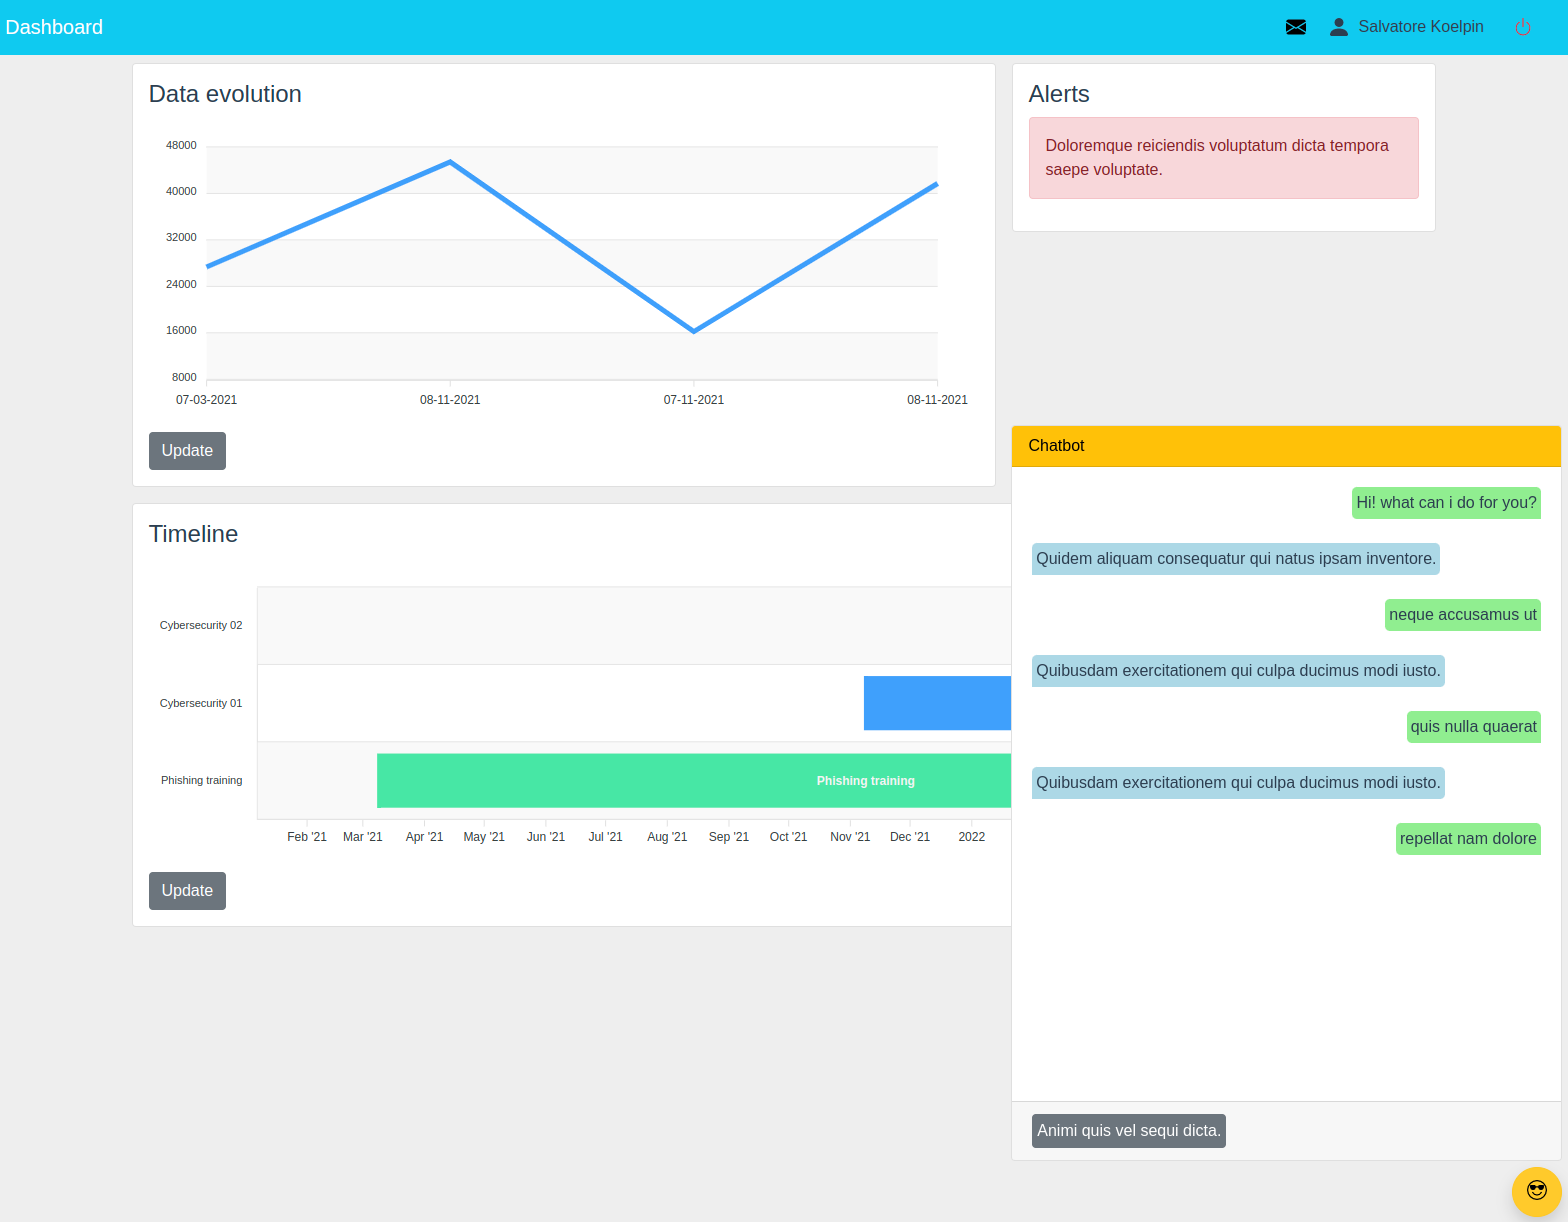 Dashboard
Salvatore Koelpin
Data evolution
48000
40000
32000
24000
16000
8000
07-03-2021 08-11-2021 07-11-2021 08-11-2021
Update
Alerts
Doloremque reiciendis voluptatum dicta tempora
saepe voluptate.
Timeline
Cybersecurity 02
Cybersecurity 01
Phishing training
Phishing training
Feb '21 Mar '21 Apr '21 May '21 Jun '21 Jul '21 Aug '21 Sep '21 Oct '21 Nov '21 Dec '21 2022
Update
Chatbot
Hi! what can i do for you?
Quidem aliquam consequatur qui natus ipsam inventore.
neque accusamus ut
Quibusdam exercitationem qui culpa ducimus modi iusto.
quis nulla quaerat
Quibusdam exercitationem qui culpa ducimus modi iusto.
repellat nam dolore
Animi quis vel sequi dicta.